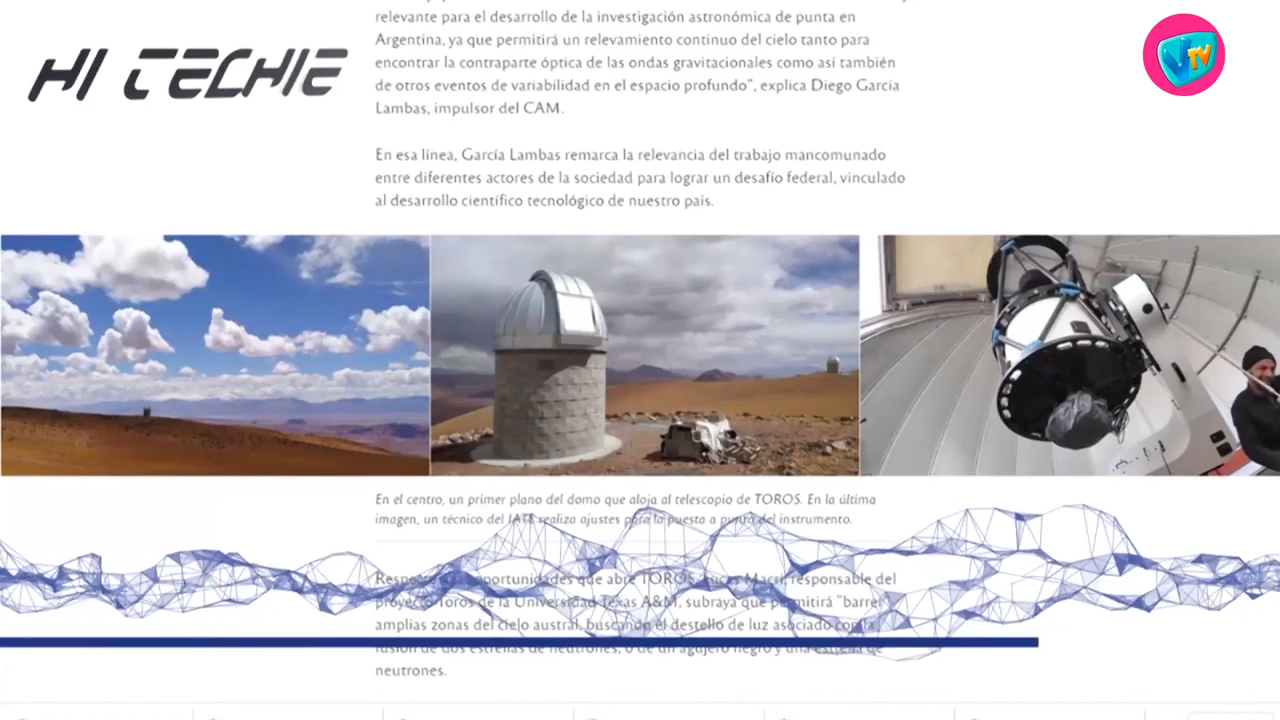 relevante para el desarrollo de la investigación astronómica de punta en
Argentina, ya que permitirá un relevamiento continuo del cielo tanto para
encontrar la contraparte óptica de las ondas gravitacionales como así también
de otros eventos de variabilidad en el espacio profundo", explica Diego García
Lambas, impulsor del CAM.
HI TECHIE
VTV
En esa línea, García Lambas remarca la relevancia del trabajo mancomunado
entre diferentes actores de la sociedad para lograr un desafío federal, vinculado
al desarrollo científico tecnológico de nuestro país.
En el centro, un primer plano del domo que aloja al telescopio de TOROS. En la última
imagen, un técnico del IATE realiza ajustes para la puesta a punto del instrumento.
Respecto a las oportunidades que abre TOROS, Lucas Macri, responsable del
proyecto Toros de la Universidad Texas A&M, subraya que permitirá "barrer
amplias zonas del cielo austral, buscando el destello de luz asociado con la
fusión de dos estrellas de neutrones, o de un agujero negro y una estrella de
neutrones.